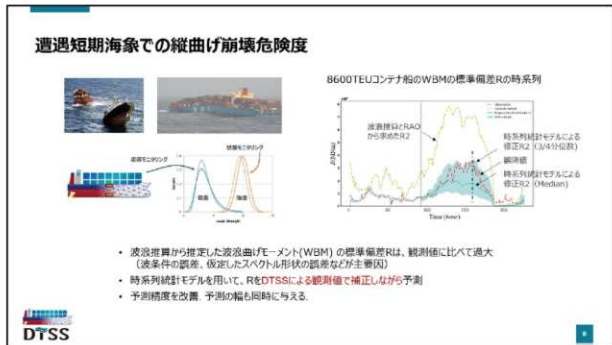 遭遇短期海象での縦曲げ崩壊危険度
8600TEUコンテナ船のWBMの標準偏差Rの時系列
波浪推算とRAO
から求めたR2
時系列統計モデルによる
修正R2(3/4分位数)
観測値
時系列統計モデルによる
修正R2(Median)
Time (hour)
• 波浪推算から推定した波浪曲げモーメント(WBM) の標準偏差Rは、観測値に比べて過大
(波条件の誤差、仮定したスペクトル形状の誤差などが主要因)
• 時系列統計モデルを用いて、RをDTSSによる観測値で補正しながら予測
• 予測精度を改善. 予測の幅も同時に与える.
DTSS